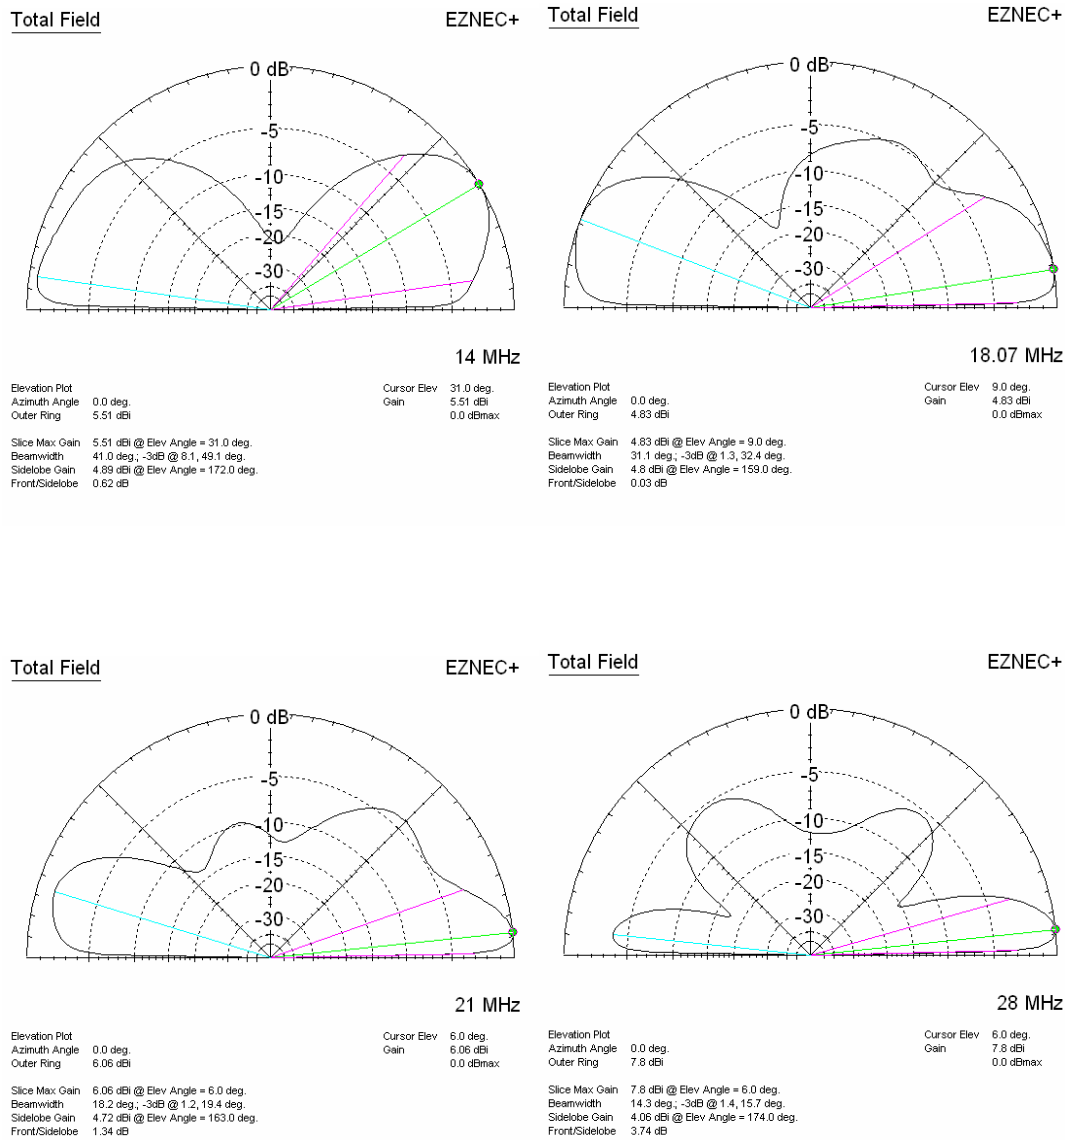 Total Field EZNEC+
0 dB
-5
-10
-15
-20
-30
14 MHz
Elevation Plot Cursor Elev 31.0 deg.
Azimuth Angle 0.0 deg. Gain 5.51 dBi
Outer Ring 5.51 dBi 0.0 dBmax
Slice Max Gain 5.51 dBi @ Elev Angle = 31.0 deg.
Beamwidth 41.0 deg.; -3dB @ 8.1, 49.1 deg.
Sidelobe Gain 4.89 dBi @ Elev Angle = 172.0 deg.
Front/Sidelobe 0.62 dB
Total Field EZNEC+
0 dB
-5
-10
-15
-20
-30
18.07 MHz
Elevation Plot Cursor Elev 9.0 deg.
Azimuth Angle 0.0 deg. Gain 4.83 dBi
Outer Ring 4.83 dBi 0.0 dBmax
Slice Max Gain 4.83 dBi @ Elev Angle = 9.0 deg.
Beamwidth 31.1 deg.; -3dB @ 1.3, 32.4 deg.
Sidelobe Gain 4.8 dBi @ Elev Angle = 159.0 deg.
Front/Sidelobe 0.03 dB
Total Field EZNEC+
0 dB
-5
-10
-15
-20
-30
21 MHz
Elevation Plot Cursor Elev 6.0 deg.
Azimuth Angle 0.0 deg. Gain 6.06 dBi
Outer Ring 6.06 dBi 0.0 dBmax
Slice Max Gain 6.06 dBi @ Elev Angle = 6.0 deg.
Beamwidth 18.2 deg.; -3dB @ 1.2, 19.4 deg.
Sidelobe Gain 4.72 dBi @ Elev Angle = 163.0 deg.
Front/Sidelobe 1.34 dB
Total Field EZNEC+
0 dB
-5
-10
-15
-20
-30
28 MHz
Elevation Plot Cursor Elev 6.0 deg.
Azimuth Angle 0.0 deg. Gain 7.8 dBi
Outer Ring 7.8 dBi 0.0 dBmax
Slice Max Gain 7.8 dBi @ Elev Angle = 6.0 deg.
Beamwidth 14.3 deg.; -3dB @ 1.4, 15.7 deg.
Sidelobe Gain 4.06 dBi @ Elev Angle = 174.0 deg.
Front/Sidelobe 3.74 dB